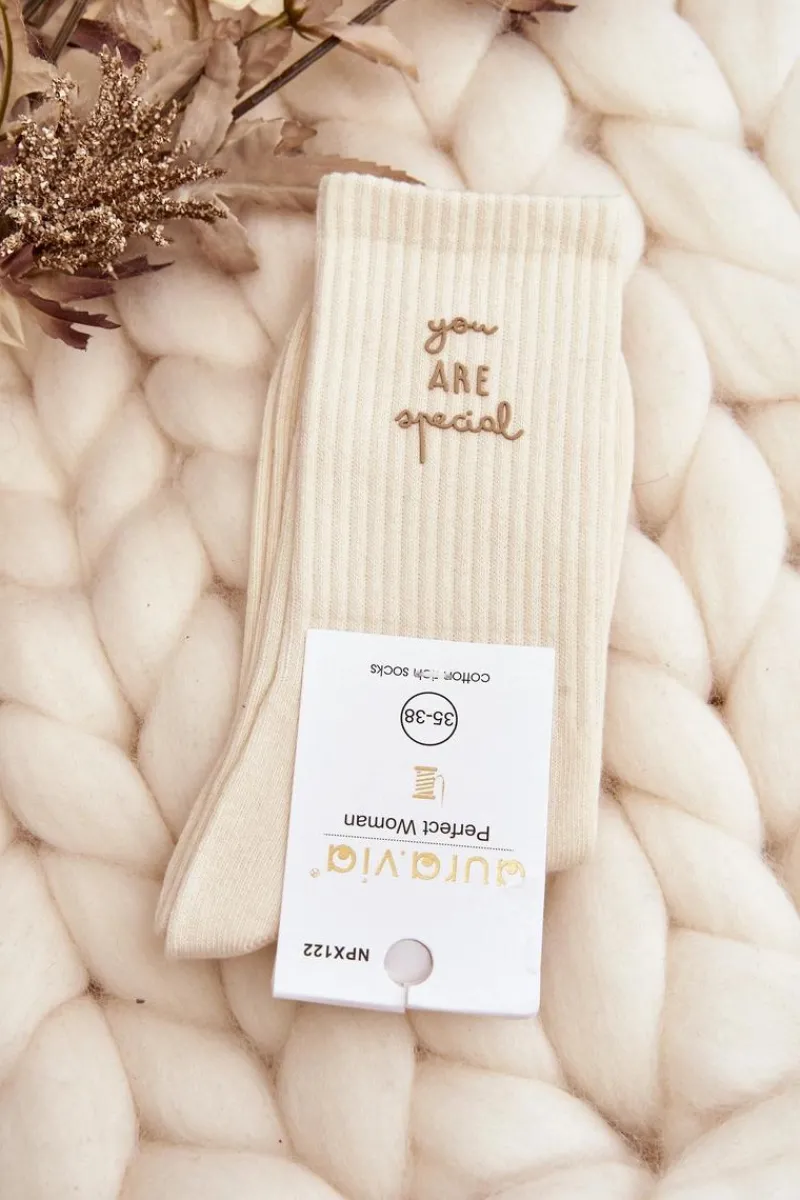 you
ARE
special
NPX122
aura.via®
Perfect Woman
35-38
cotton rich socks